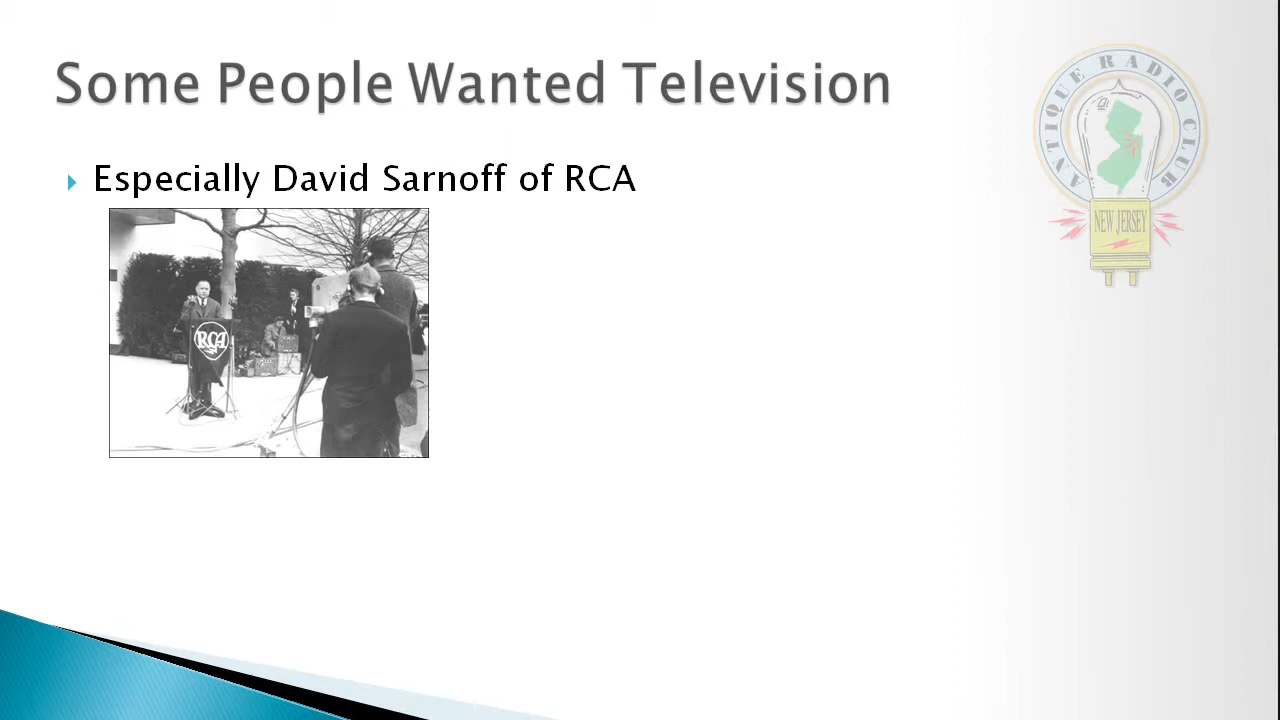 Some People Wanted Television
Especially David Sarnoff of RCA
RCA
ANTIQUE RADIO CLUB
NEW JERSEY